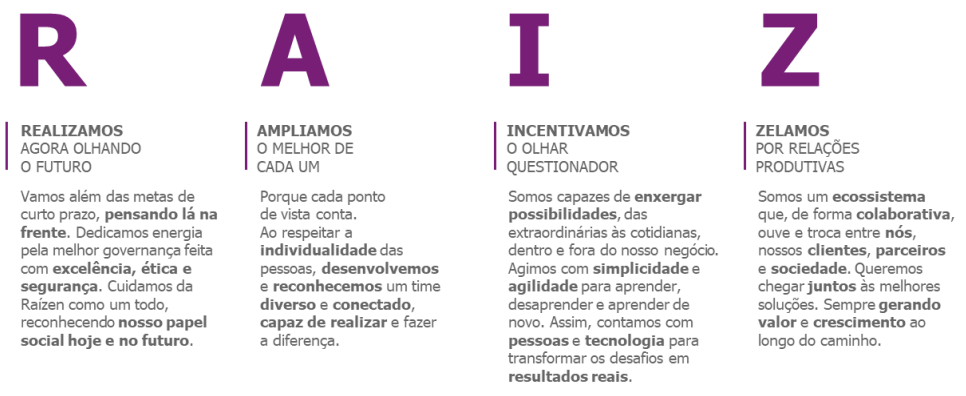 R
REALIZAMOS
AGORA OLHANDO
O FUTURO
Vamos além das metas de
curto prazo, pensando lá na
frente. Dedicamos energia
pela melhor governança feita
com excelência, ética e
segurança. Cuidamos da
Raízen como um todo,
reconhecendo nosso papel
social hoje e no futuro.
A
AMPLIAMOS
O MELHOR DE
CADA UM
Porque cada ponto
de vista conta.
Ao respeitar a
individualidade das
pessoas, desenvolvemos
e reconhecemos um time
diverso e conectado,
capaz de realizar e fazer
a diferença.
I
INCENTIVAMOS
O OLHAR
QUESTIONADOR
Somos capazes de enxergar
possibilidades, das
extraordinárias às cotidianas,
dentro e fora do nosso negócio.
Agimos com simplicidade e
agilidade para aprender,
desaprender e aprender de
novo. Assim, contamos com
pessoas e tecnologia para
transformar os desafios em
resultados reais.
Z
ZELAMOS
POR RELAÇÕES
PRODUTIVAS
Somos um ecossistema
que, de forma colaborativa,
ouve e troca entre nós,
nossos clientes, parceiros
e sociedade. Queremos
chegar juntos às melhores
soluções. Sempre gerando
valor e crescimento ao
longo do caminho.